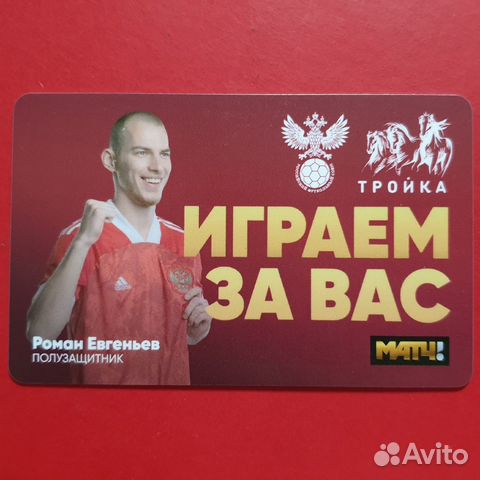 ТРОЙКА
ИГРАЕМ
ЗА ВАС
Роман Евгеньев
ПОЛУЗАЩИТНИК
МАТЧ!
Avito